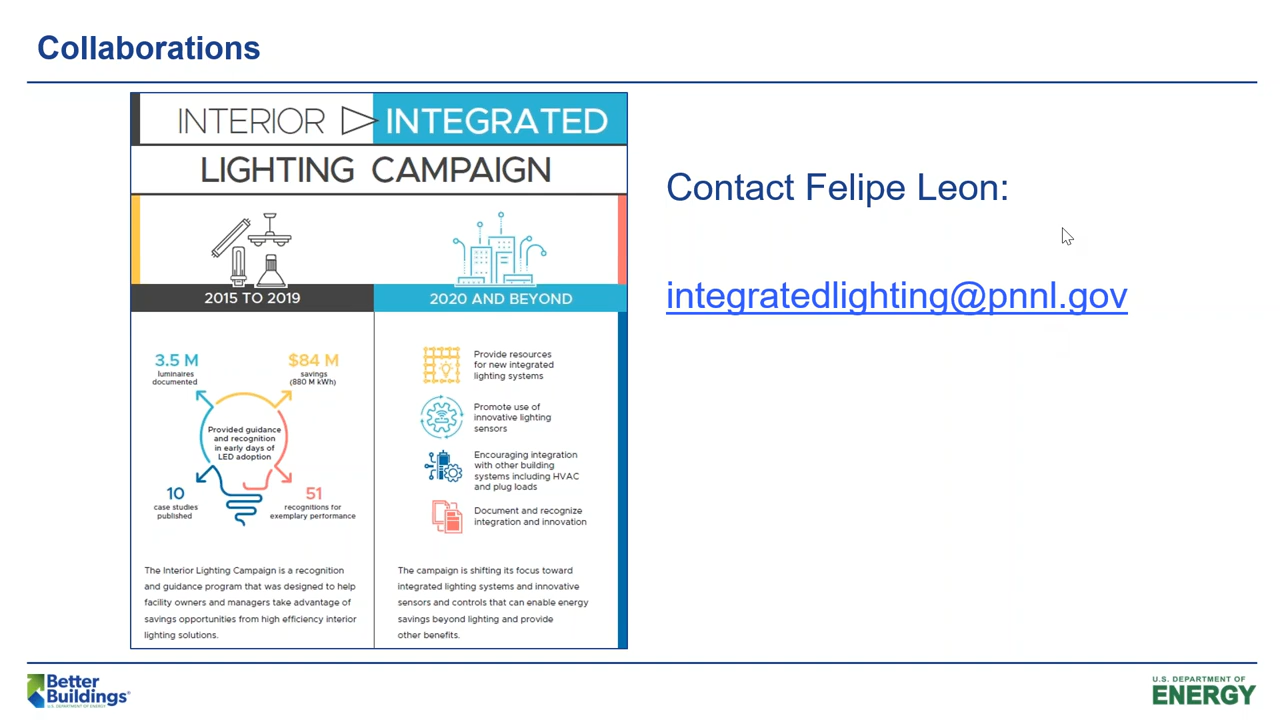 Collaborations
INTERIOR INTEGRATED
LIGHTING CAMPAIGN
2015 TO 2019
3.5 M
luminaires
documented
$84 M
savings
(880 M kWh)
Provided guidance
and recognition
in early days of
LED adoption
10
case studies
published
51
recognitions for
exemplary performance
The Interior Lighting Campaign is a recognition
and guidance program that was designed to help
facility owners and managers take advantage of
savings opportunities from high efficiency interior
lighting solutions.
2020 AND BEYOND
Provide resources
for new integrated
lighting systems
Promote use of
innovative lighting
sensors
Encouraging integration
with other building
systems including HVAC
and plug loads
Document and recognize
integration and innovation
The campaign is shifting its focus toward
integrated lighting systems and innovative
sensors and controls that can enable energy
savings beyond lighting and provide
other benefits.
Contact Felipe Leon:
integratedlighting@pnnl.gov
Better
Buildings®
U.S. DEPARTMENT OF ENERGY
U.S. DEPARTMENT OF
ENERGY